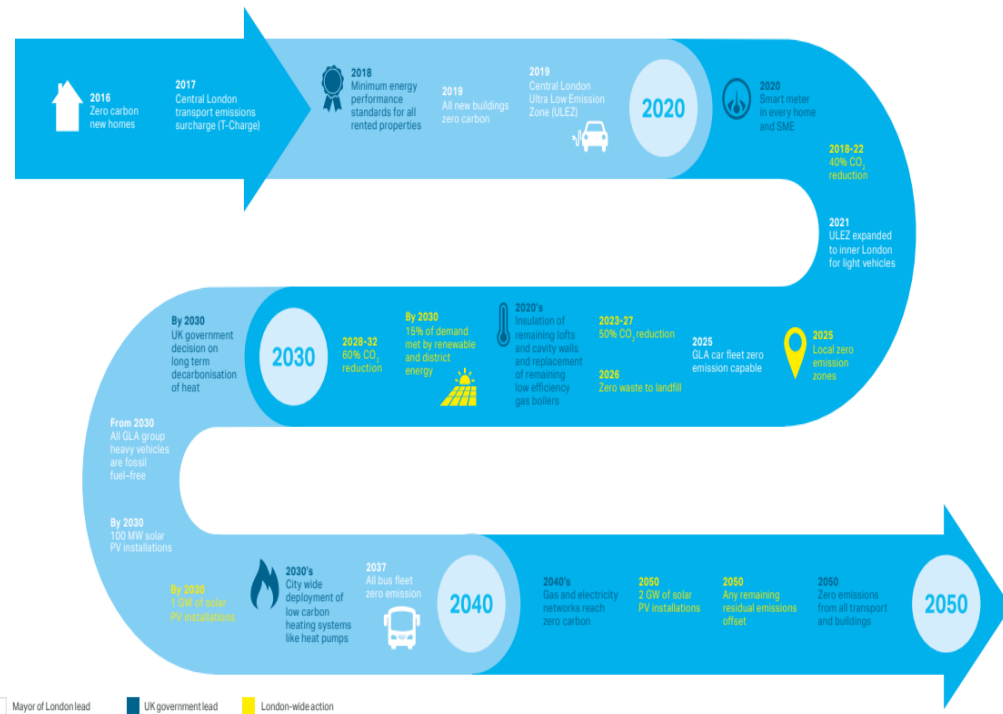 2016
Zero carbon
new homes
2017
Central London
transport emissions
surcharge (T-Charge)
2018
Minimum energy
performance
standards for all
rented properties
2019
All new buildings
zero carbon
2019
Central London
Ultra Low Emission
Zone (ULEZ)
2020
2020
Smart meter
in every home
and SME
2018-22
40% CO₂
reduction
2021
ULEZ expanded
to inner London
for light vehicles
2025
Local zero
emission
zones
2025
GLA car fleet zero
emission capable
2023-27
50% CO₂ reduction
2026
Zero waste to landfill
2020's
Insulation of
remaining lofts
and cavity walls
and replacement
of remaining
low efficiency
gas boilers
By 2030
15% of demand
met by renewable
and district
energy
2028-32
60% CO₂
reduction
2030
By 2030
UK government
decision on
long term
decarbonisation
of heat
From 2030
All GLA group
heavy vehicles
are fossil
fuel-free
By 2030
100 MW solar
PV installations
By 2030
1 GW of solar
PV installations
2030's
City wide
deployment of
low carbon
heating systems
like heat pumps
2037
All bus fleet
zero emission
2040
2040's
Gas and electricity
networks reach
zero carbon
2050
2 GW of solar
PV installations
2050
Any remaining
residual emissions
offset
2050
Zero emissions
from all transport
and buildings
2050
Mayor of London lead
UK government lead
London-wide action